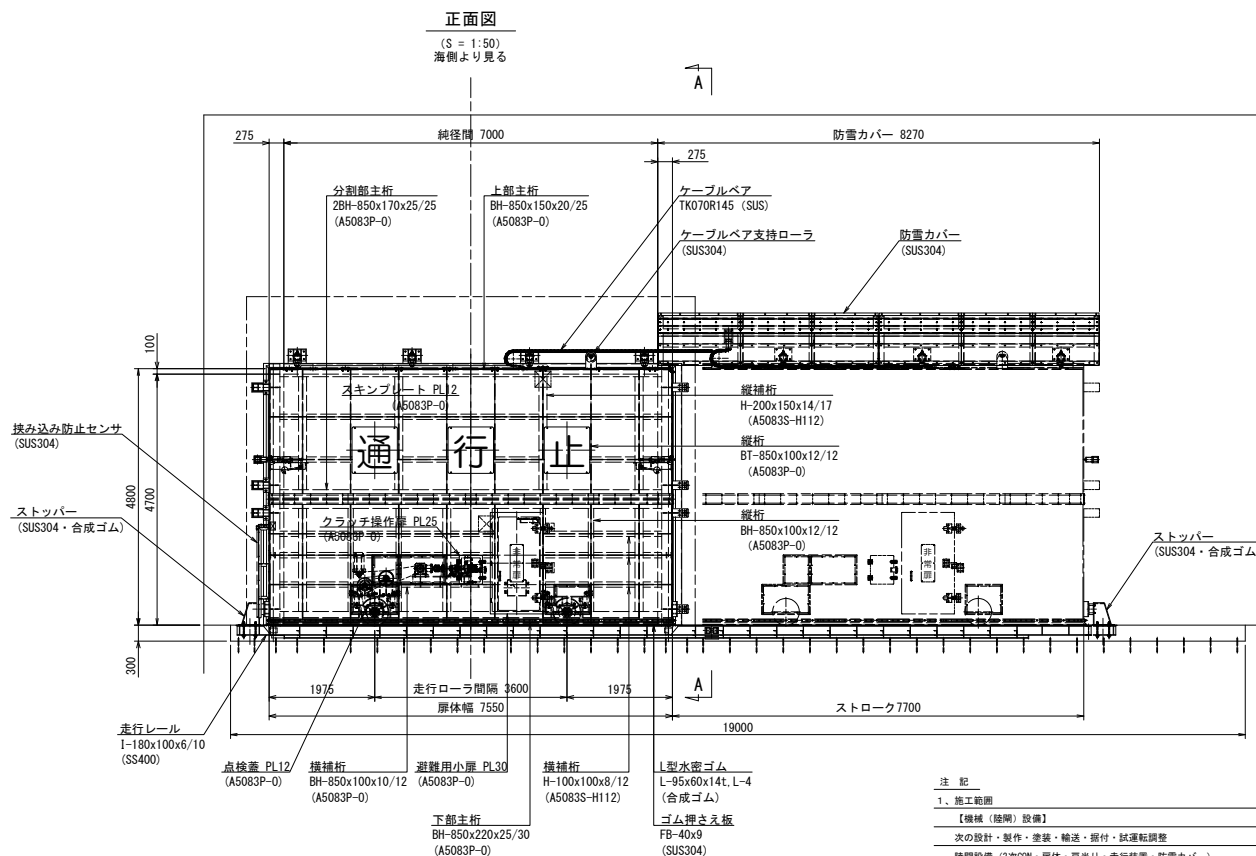 正面図
(S = 1:50)
海側より見る
A
275
純径間 7000
防雪カバー 8270
275
分割部主桁
2BH-850x170x25/25
(A5083P-O)
上部主桁
BH-850x150x20/25
(A5083P-O)
ケーブルベア
TK070R145 (SUS)
ケーブルベア支持ローラ
(SUS304)
防雪カバー
(SUS304)
100
スキンプレート PL12
(A5083P-O)
縦補桁
H-200x150x14/17
(A5083S-H112)
挟み込み防止センサ
(SUS304)
通 行 止
縦桁
BT-850x100x12/12
(A5083P-O)
4800
4700
ストッパー
(SUS304・合成ゴム)
クラッチ操作扉 PL25
(A5083P-O)
縦桁
BH-850x100x12/12
(A5083P-O)
ストッパー
(SUS304・合成ゴム
非常扉
非常扉
300
1975
走行ローラ間隔 3600
1975
A
扉体幅 7550
ストローク7700
19000
走行レール
I-180x100x6/10
(SS400)
点検蓋 PL12
(A5083P-O)
横補桁
BH-850x100x10/12
(A5083P-O)
避難用小扉 PL30
(A5083P-O)
横補桁
H-100x100x8/12
(A5083S-H112)
L型水密ゴム
L-95x60x14t,L-4
(合成ゴム)
下部主桁
BH-850x220x25/30
(A5083P-O)
ゴム押さえ板
FB-40x9
(SUS304)
注 記
1、施工範囲
【機械（陸閘）設備】
次の設計・製作・塗装・輸送・据付・試運転調整